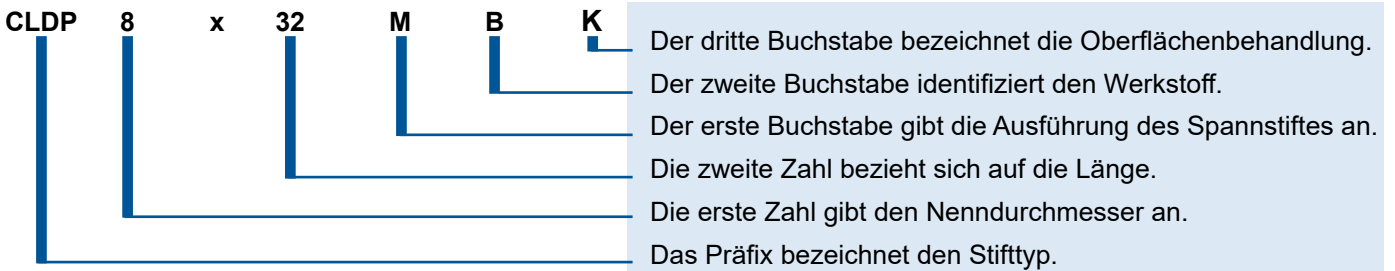 CLDP 8 x 32 M B K
Der dritte Buchstabe bezeichnet die Oberflächenbehandlung.
Der zweite Buchstabe identifiziert den Werkstoff.
Der erste Buchstabe gibt die Ausführung des Spannstiftes an.
Die zweite Zahl bezieht sich auf die Länge.
Die erste Zahl gibt den Nenndurchmesser an.
Das Präfix bezeichnet den Stifttyp.